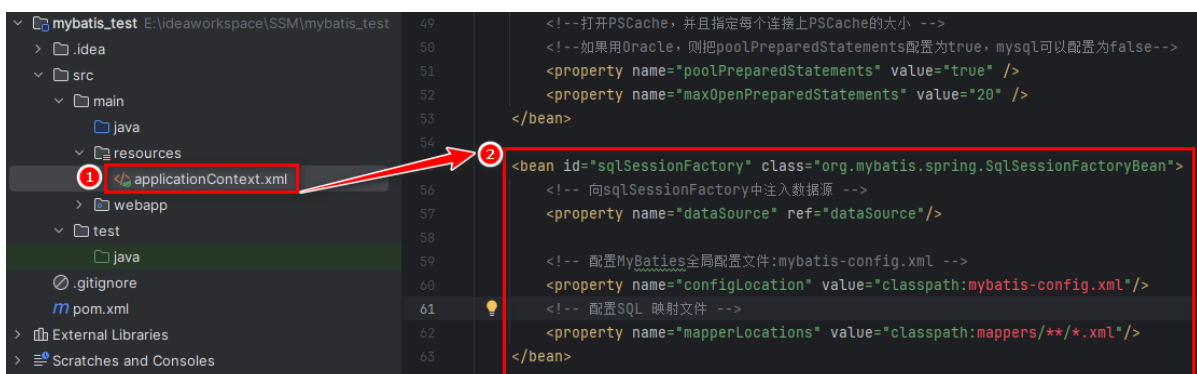 mybatis_test E:\ideaworkspace\SSM\mybatis_test
.idea
src
main
java
resources
1 applicationContext.xml
webapp
test
java
.gitignore
pom.xml
External Libraries
Scratches and Consoles
49 <!--打开PSCache，并且指定每个连接上PSCache的大小 -->
50 <!--如果用Oracle，则把poolPreparedStatements配置为true，mysql可以配置为false-->
51 <property name="poolPreparedStatements" value="true" />
52 <property name="maxOpenPreparedStatements" value="20" />
53 </bean>
54
2 <bean id="sqlSessionFactory" class="org.mybatis.spring.SqlSessionFactoryBean">
56 <!-- 向sqlSessionFactory中注入数据源 -->
57 <property name="dataSource" ref="dataSource"/>
58
59 <!-- 配置MyBaties全局配置文件:mybatis-config.xml -->
60 <property name="configLocation" value="classpath:mybatis-config.xml"/>
61 <!-- 配置SQL 映射文件 -->
62 <property name="mapperLocations" value="classpath:mappers/**/*.xml"/>
63 </bean>